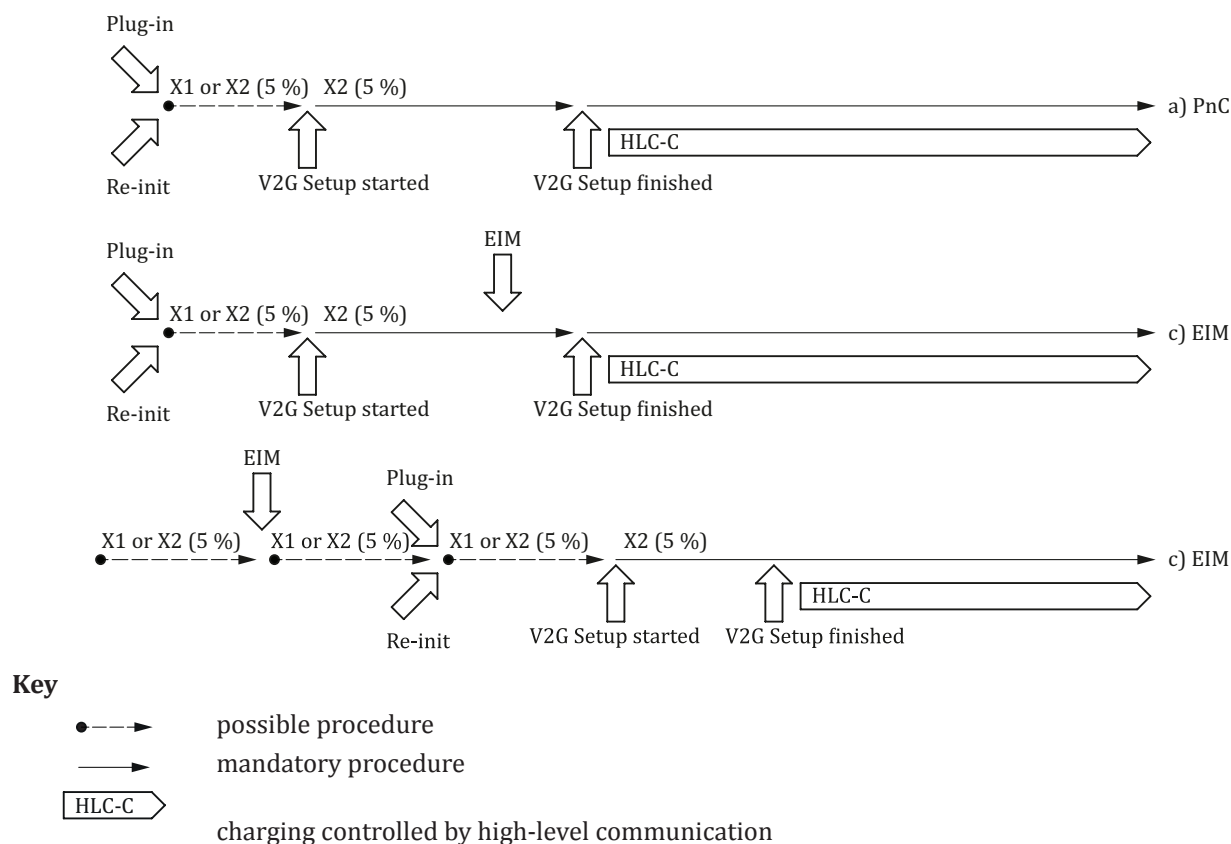 Plug-in
X1 or X2 (5 %) X2 (5 %)
a) PnC
HLC-C
Re-init
V2G Setup started
V2G Setup finished
EIM
Plug-in
X1 or X2 (5 %) X2 (5 %)
c) EIM
HLC-C
Re-init
V2G Setup started
V2G Setup finished
EIM
Plug-in
X1 or X2 (5 %) X1 or X2 (5 %) X1 or X2 (5 %) X2 (5 %)
c) EIM
HLC-C
Re-init
V2G Setup started
V2G Setup finished
Key
possible procedure
mandatory procedure
HLC-C
charging controlled by high-level communication